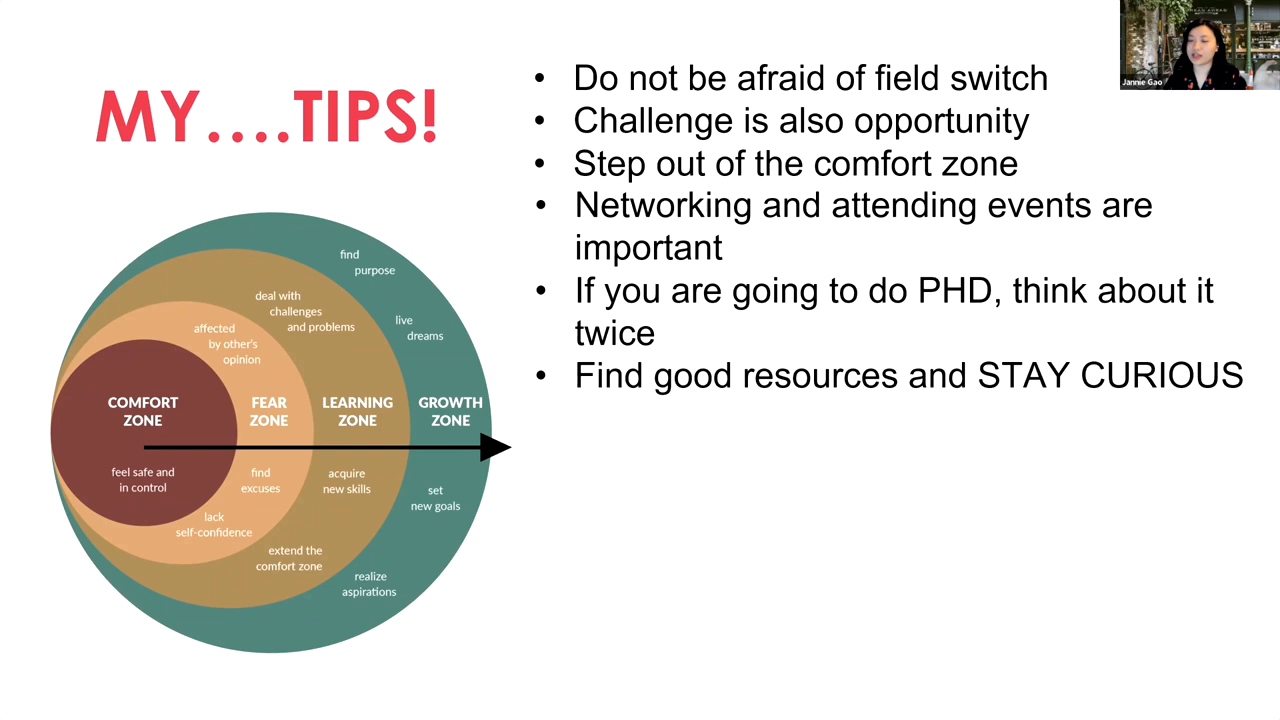 MY....TIPS!
• Do not be afraid of field switch
• Challenge is also opportunity
• Step out of the comfort zone
• Networking and attending events are
important
• If you are going to do PHD, think about it
twice
• Find good resources and STAY CURIOUS
Jannie Gao
COMFORT
ZONE
feel safe and
in control
FEAR
ZONE
affected
by other's
opinion
find
excuses
lack
self-confidence
LEARNING
ZONE
deal with
challenges
and problems
acquire
new skills
extend the
comfort zone
GROWTH
ZONE
find
purpose
live
dreams
set
new goals
realize
aspirations